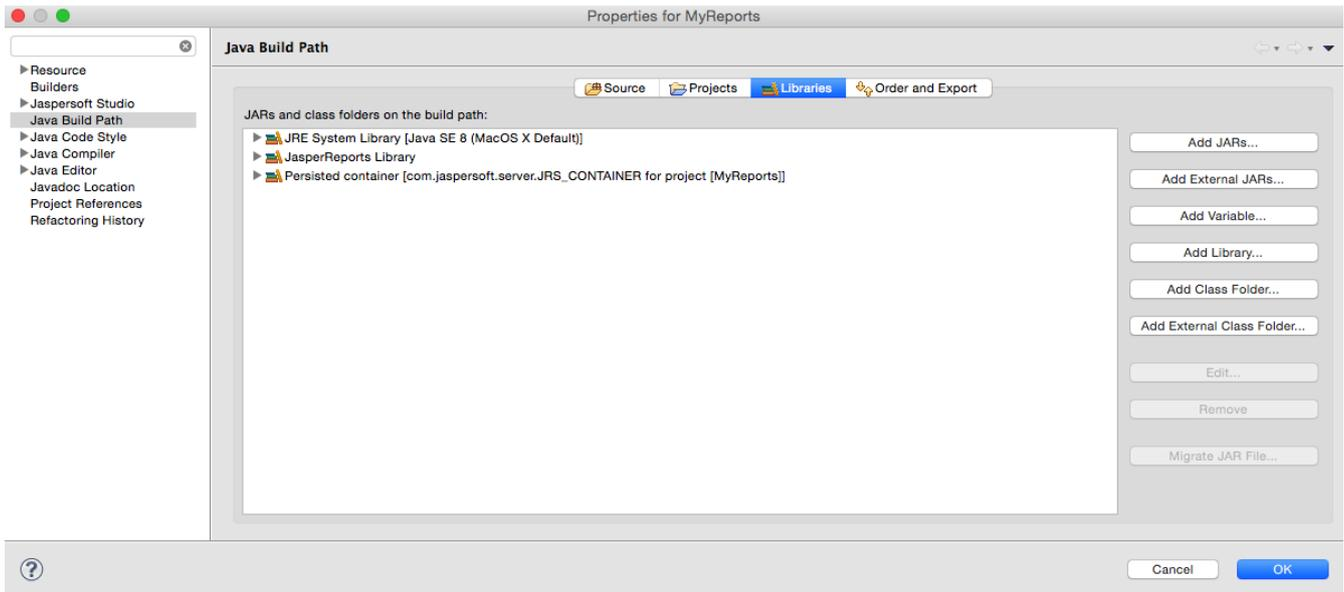 Properties for MyReports
Java Build Path
Resource
Builders
Jaspersoft Studio
Java Build Path
Java Code Style
Java Compiler
Java Editor
Javadoc Location
Project References
Refactoring History
Source Projects Libraries Order and Export
JARs and class folders on the build path:
JRE System Library [Java SE 8 (MacOS X Default)]
JasperReports Library
Persisted container [com.jaspersoft.server.JRS_CONTAINER for project [MyReports]]
Add JARs...
Add External JARs...
Add Variable...
Add Library...
Add Class Folder...
Add External Class Folder...
Edit...
Remove
Migrate JAR File...
?
Cancel OK